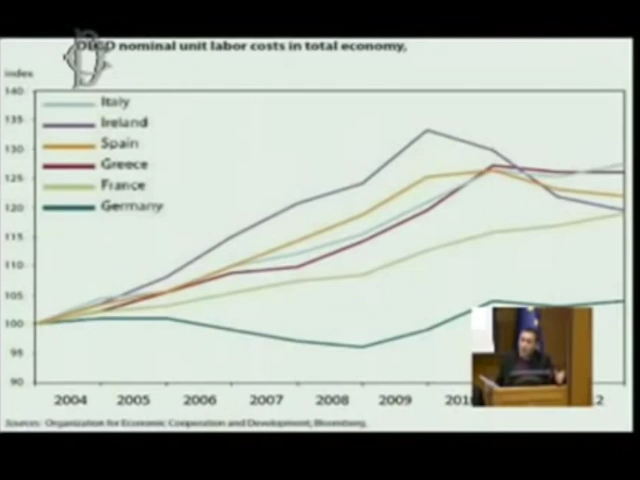 OECD nominal unit labor costs in total economy,
index
140
135
130
125
120
115
110
105
100
95
90
Italy
Ireland
Spain
Greece
France
Germany
2004 2005 2006 2007 2008 2009
Sources: Organization for Economic Cooperation and Development, Bloomberg.